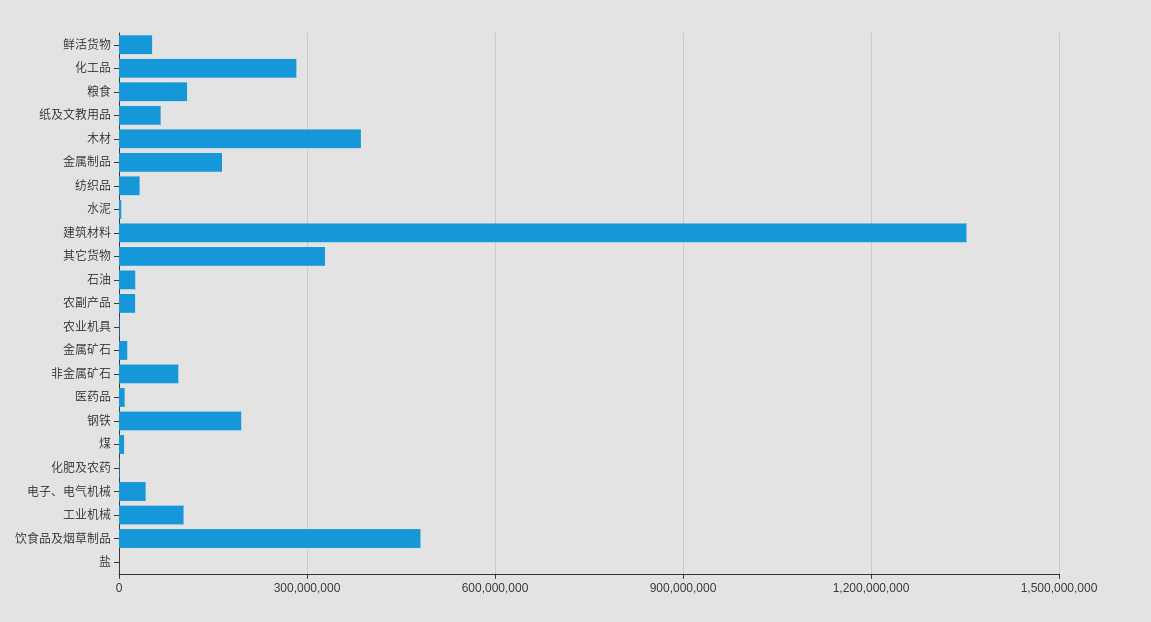 鲜活货物
化工品
粮食
纸及文教用品
木材
金属制品
纺织品
水泥
建筑材料
其它货物
石油
农副产品
农业机具
金属矿石
非金属矿石
医药品
钢铁
煤
化肥及农药
电子、电气机械
工业机械
饮食品及烟草制品
盐
0 300,000,000 600,000,000 900,000,000 1,200,000,000 1,500,000,000